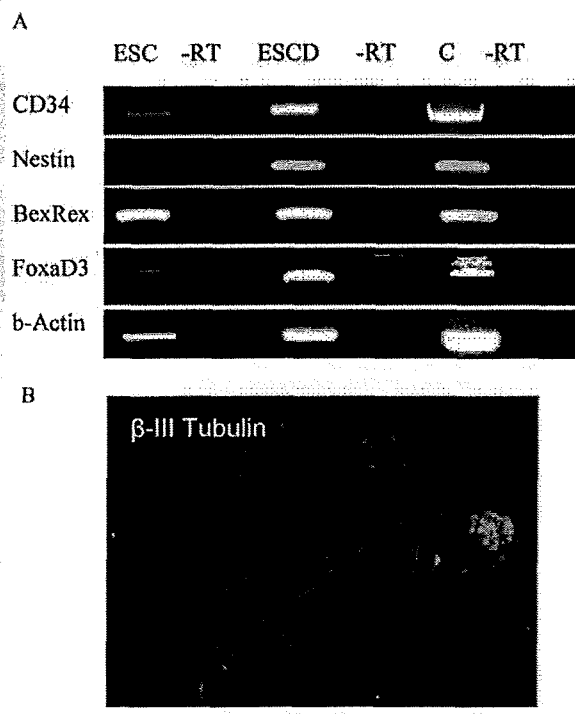 A
ESC -RT ESCD -RT C -RT
CD34
Nestin
BexRex
FoxaD3
b-Actin
B
β-III Tubulin